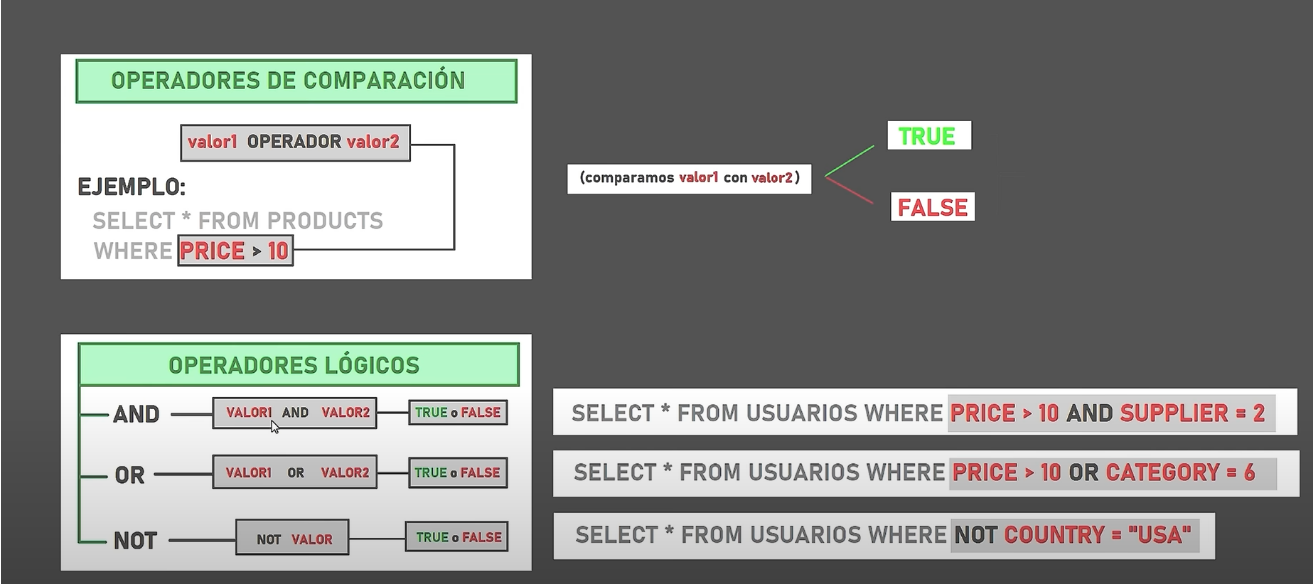 OPERADORES DE COMPARACIÓN
valor1 OPERADOR valor2
EJEMPLO:
SELECT * FROM PRODUCTS
WHERE PRICE > 10
(comparamos valor1 con valor2)
TRUE
FALSE
OPERADORES LÓGICOS
AND VALOR1 AND VALOR2 TRUE o FALSE
OR VALOR1 OR VALOR2 TRUE o FALSE
NOT NOT VALOR TRUE o FALSE
SELECT * FROM USUARIOS WHERE PRICE > 10 AND SUPPLIER = 2
SELECT * FROM USUARIOS WHERE PRICE > 10 OR CATEGORY = 6
SELECT * FROM USUARIOS WHERE NOT COUNTRY = "USA"